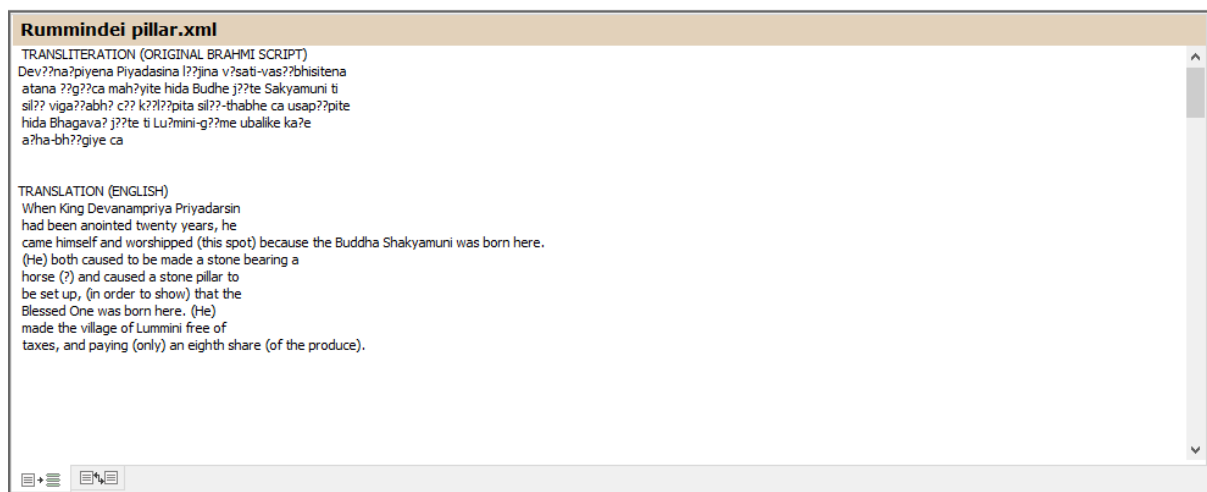 Rummindei pillar.xml
TRANSLITERATION (ORIGINAL BRAHMI SCRIPT)
Dev??na?piyena Piyadasina l??jina v?sati-vas??bhisitena
atana ??g??ca mah?yite hida Budhe j??te Sakyamuni ti
sil?? viga??abh? c?? k??l??pita sil??-thabhe ca usap??pite
hida Bhagava? j??te ti Lu?mini-g??me ubalike ka?e
a?ha-bh??giye ca
TRANSLATION (ENGLISH)
When King Devanampriya Priyadarsin
had been anointed twenty years, he
came himself and worshipped (this spot) because the Buddha Shakyamuni was born here.
(He) both caused to be made a stone bearing a
horse (?) and caused a stone pillar to
be set up, (in order to show) that the
Blessed One was born here. (He)
made the village of Lummini free of
taxes, and paying (only) an eighth share (of the produce).